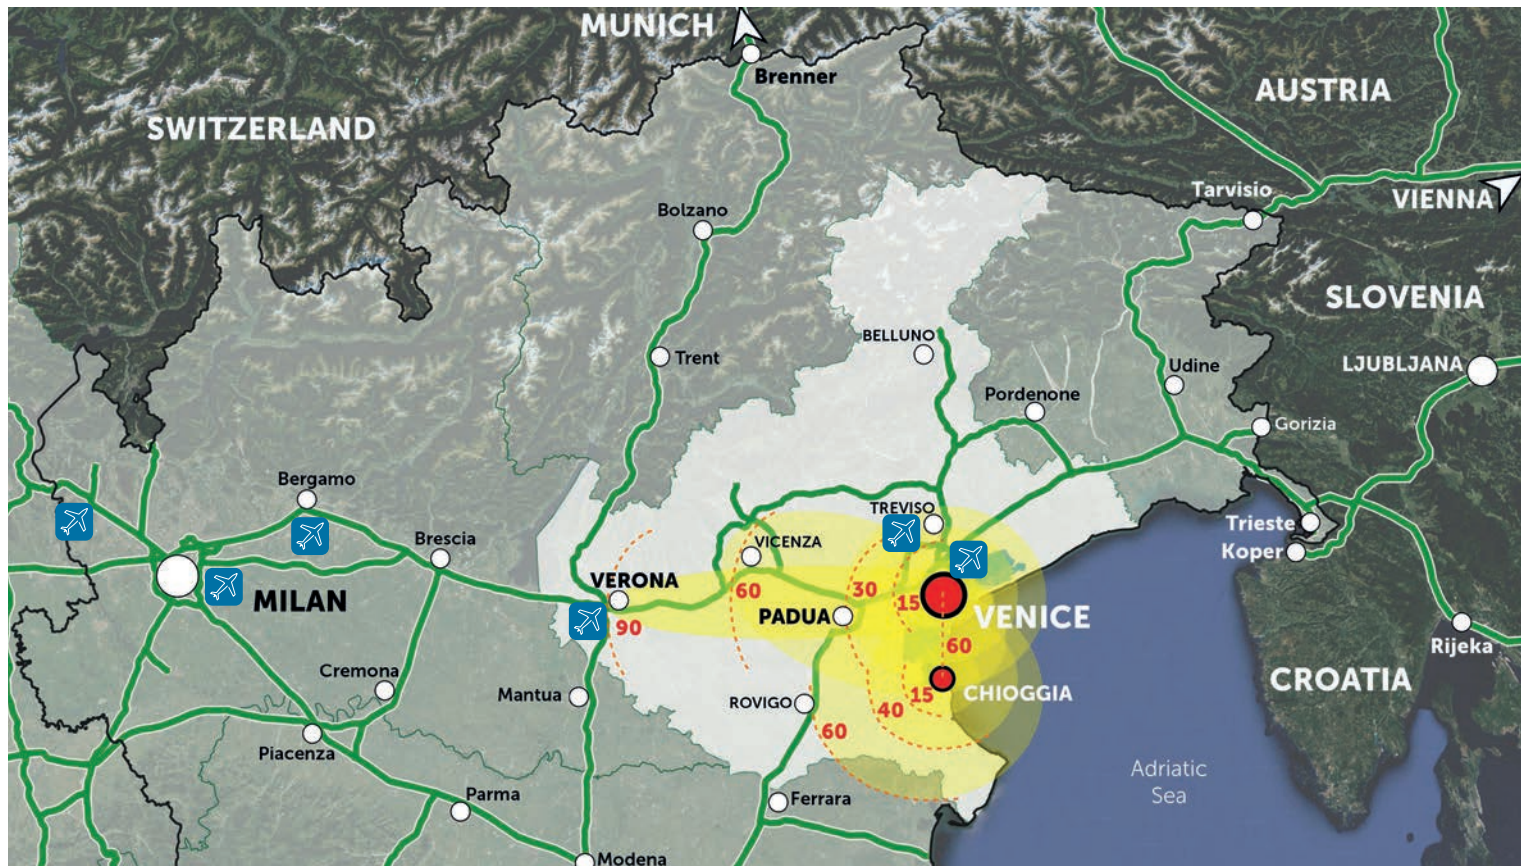 MUNICH
Brenner
AUSTRIA
SWITZERLAND
Tarvisio
VIENNA
Bolzano
SLOVENIA
BELLUNO
Trent
LJUBLJANA
Udine
Pordenone
Gorizia
Bergamo
TREVISO
Trieste
Brescia
VICENZA
Koper
VERONA
60
30
15
MILAN
90
PADUA
VENICE
60
Rijeka
Cremona
CROATIA
Mantua
15
CHIOGGIA
ROVIGO
40
60
Piacenza
Adriatic
Sea
Parma
Ferrara
Modena